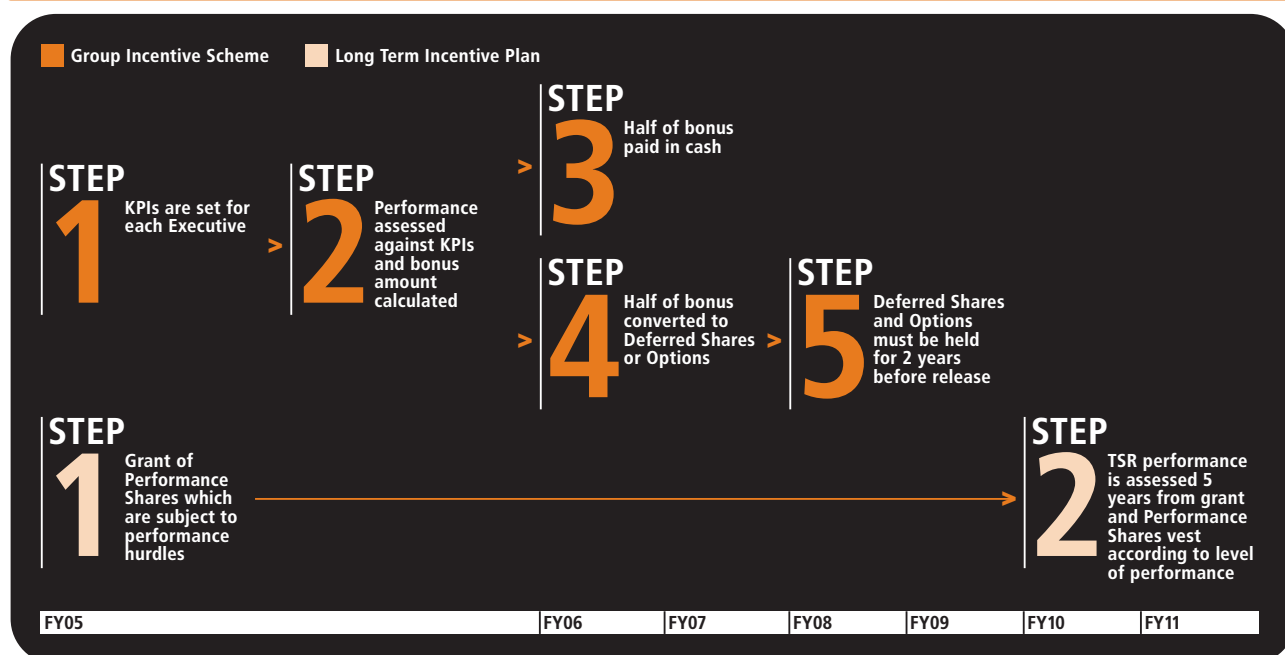 Group Incentive Scheme
Long Term Incentive Plan
STEP
1
KPIs are set for
each Executive
>
STEP
2
Performance
assessed
against KPIs
and bonus
amount
calculated
>
STEP
3
Half of bonus
paid in cash
>
STEP
4
Half of bonus
converted to
Deferred Shares
or Options
>
STEP
5
Deferred Shares
and Options
must be held
for 2 years
before release
STEP
1
Grant of
Performance
Shares which
are subject to
performance
hurdles
>
STEP
2
TSR performance
is assessed 5
years from grant
and Performance
Shares vest
according to level
of performance
FY05
FY06
FY07
FY08
FY09
FY10
FY11